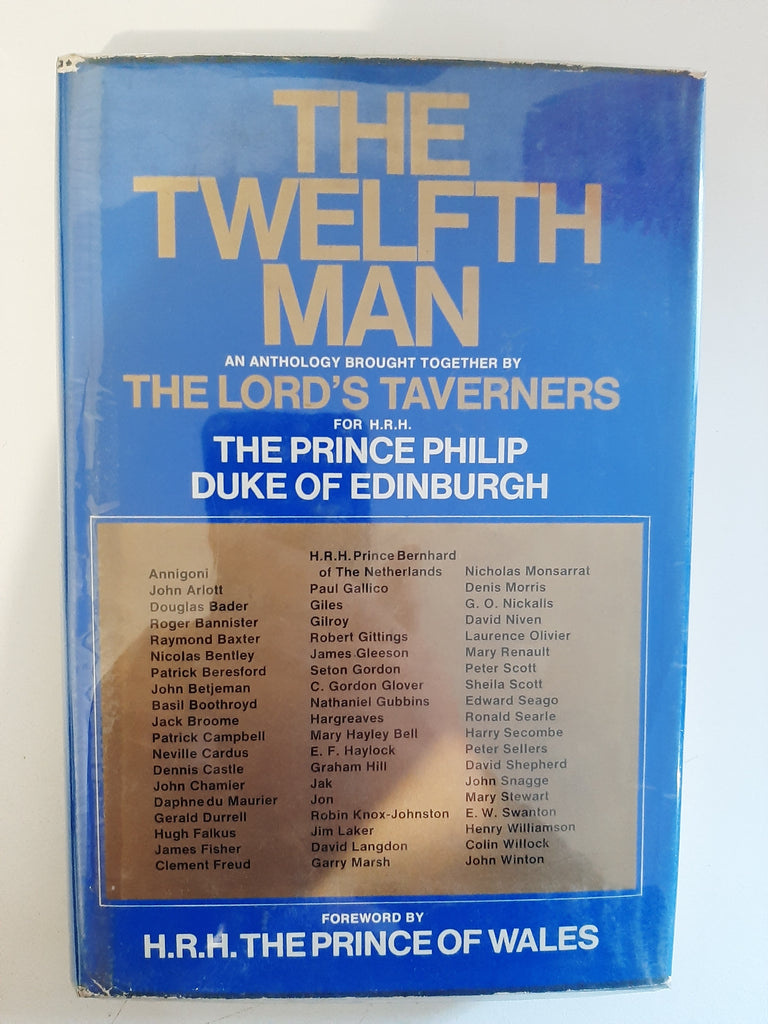 THE
TWELFTH
MAN
AN ANTHOLOGY BROUGHT TOGETHER BY
THE LORD'S TAVERNERS
FOR H.R.H.
THE PRINCE PHILIP
DUKE OF EDINBURGH
Annigoni
John Arlott
Douglas Bader
Roger Bannister
Raymond Baxter
Nicolas Bentley
Patrick Beresford
John Betjeman
Basil Boothroyd
Jack Broome
Patrick Campbell
Neville Cardus
Dennis Castle
John Chamier
Daphne du Maurier
Gerald Durrell
Hugh Falkus
James Fisher
Clement Freud
H.R.H. Prince Bernhard
of The Netherlands
Paul Gallico
Giles
Gilroy
Robert Gittings
James Gleeson
Seton Gordon
C. Gordon Glover
Nathaniel Gubbins
Hargreaves
Mary Hayley Bell
E. F. Haylock
Graham Hill
Jak
Jon
Robin Knox-Johnston
Jim Laker
David Langdon
Garry Marsh
Nicholas Monsarrat
Denis Morris
G. O. Nickalls
David Niven
Laurence Olivier
Mary Renault
Peter Scott
Sheila Scott
Edward Seago
Ronald Searle
Harry Secombe
Peter Sellers
David Shepherd
John Snagge
Mary Stewart
E. W. Swanton
Henry Williamson
Colin Willock
John Winton
FOREWORD BY
H.R.H. THE PRINCE OF WALES